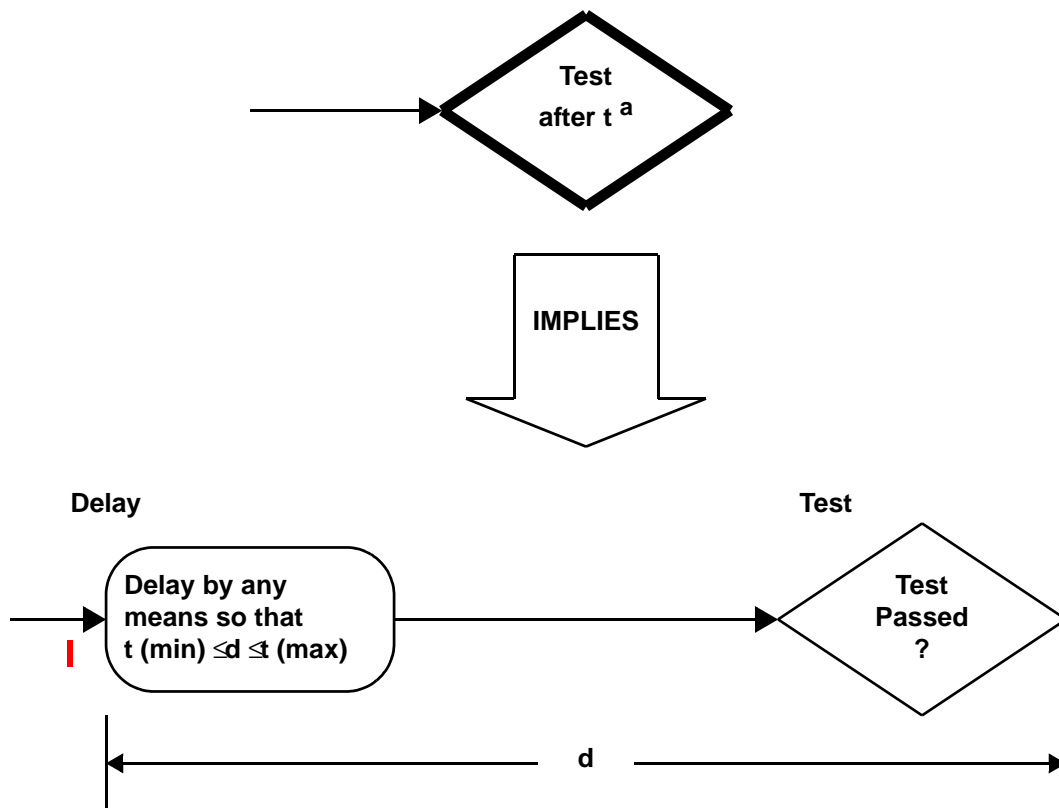 Test
after t a
IMPLIES
Delay
Test
Delay by any
means so that
t (min) ≤d ≤t (max)
Test
Passed
?
d